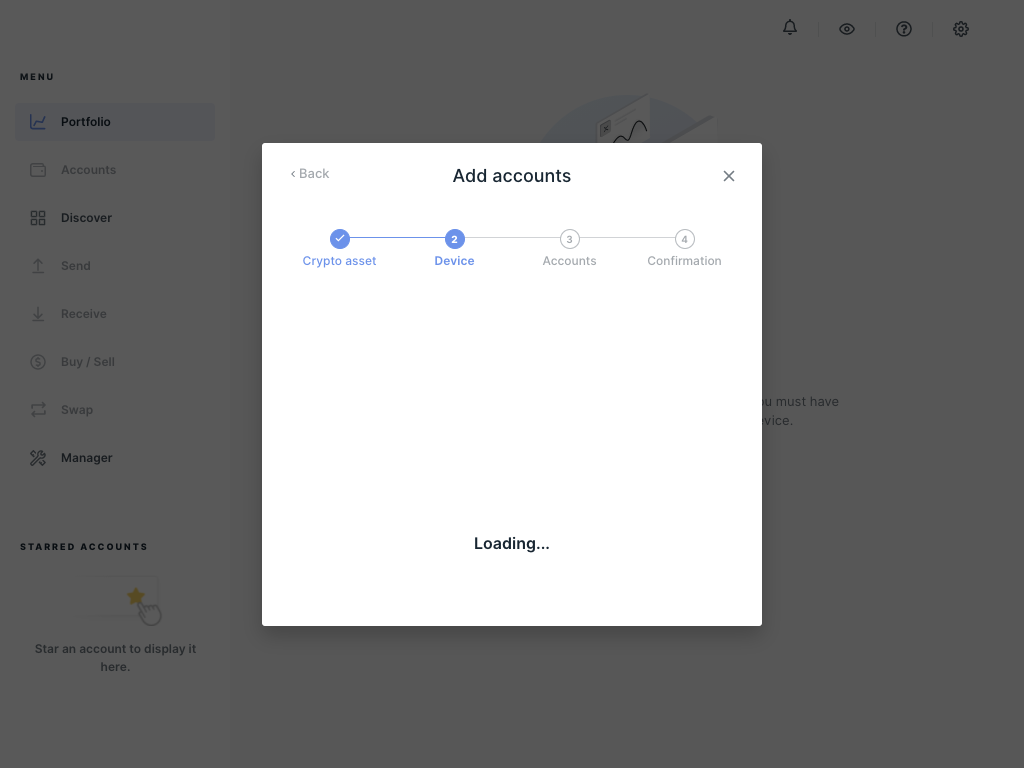 MENU
Portfolio
Accounts
Discover
Send
Receive
Buy / Sell
Swap
Manager
STARRED ACCOUNTS
Star an account to display it
here.
‹ Back
Add accounts
2
3
4
Crypto asset
Device
Accounts
Confirmation
must have
Loading...